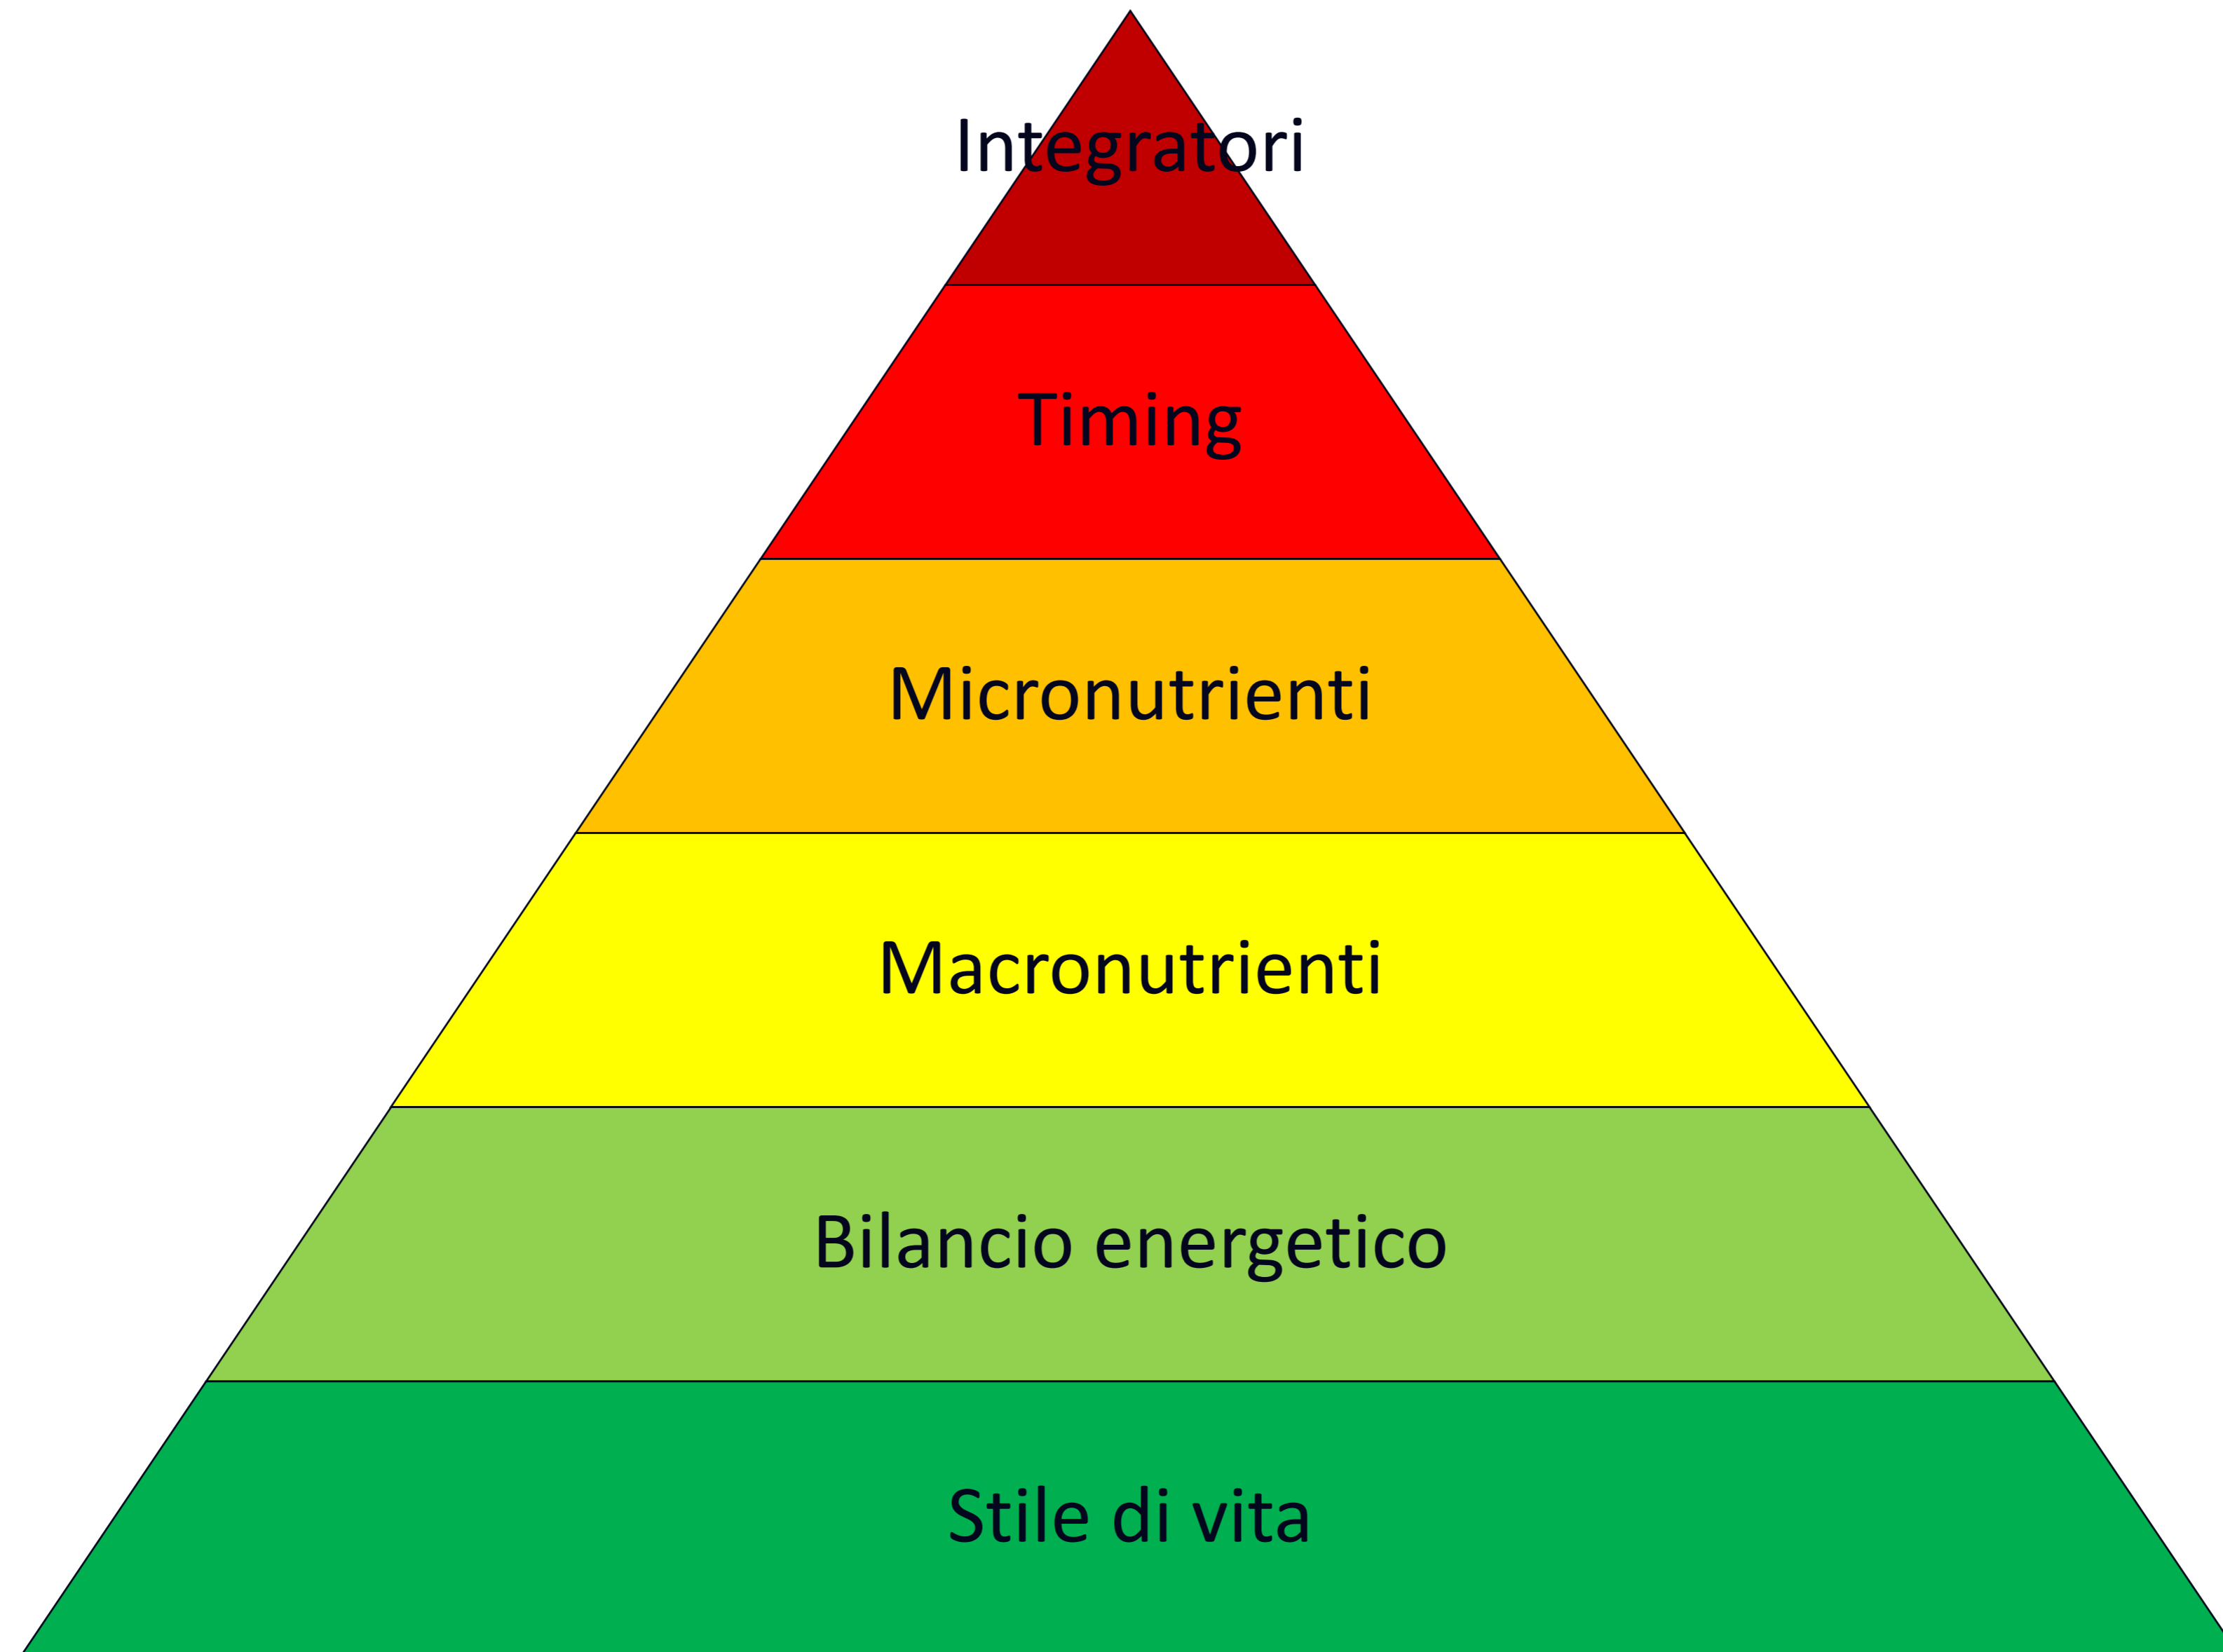 Integratori
Timing
Micronutrienti
Macronutrienti
Bilancio energetico
Stile di vita